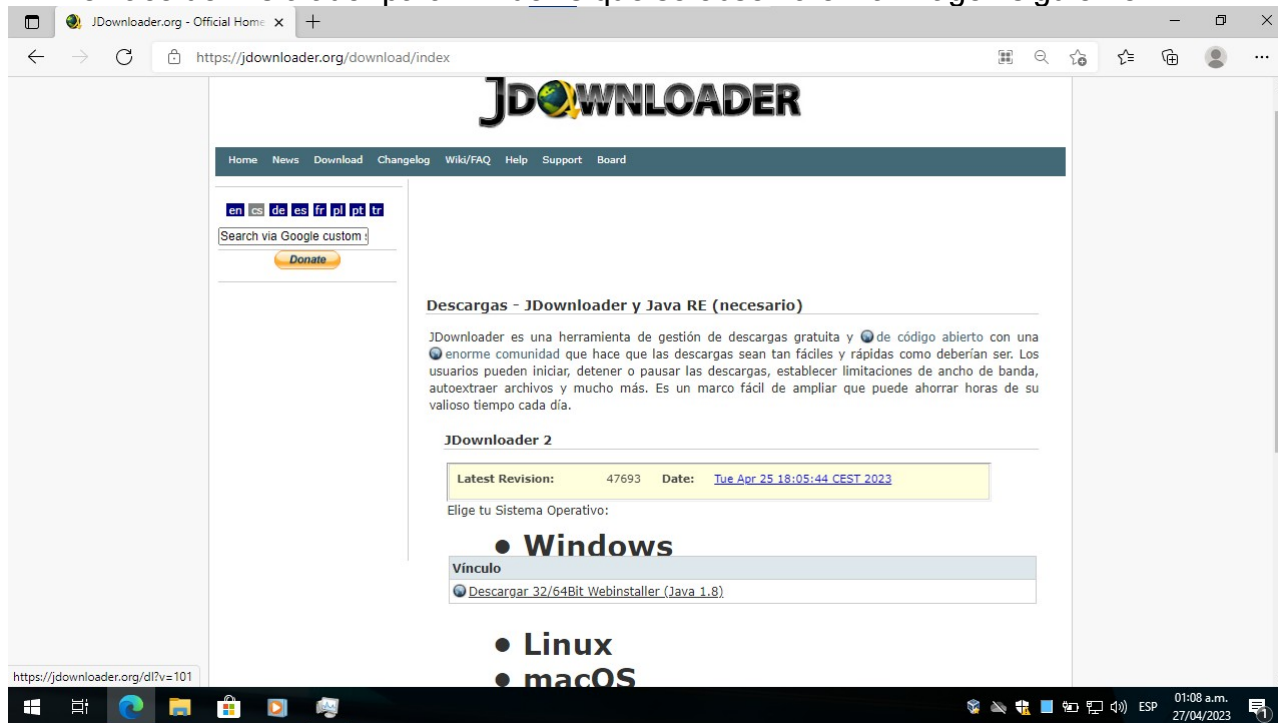 JDownloader.org - Official Home
https://jdownloader.org/download/index
JDOWNLOADER
Home News Download Changelog Wiki/FAQ Help Support Board
en cs de es fr pl pt tr
Search via Google custom
Donate
Descargas - JDownloader y Java RE (necesario)
JDownloader es una herramienta de gestión de descargas gratuita y de código abierto con una
enorme comunidad que hace que las descargas sean tan fáciles y rápidas como deberían ser. Los
usuarios pueden iniciar, detener o pausar las descargas, establecer limitaciones de ancho de banda,
autoextraer archivos y mucho más. Es un marco fácil de ampliar que puede ahorrar horas de su
valioso tiempo cada día.
JDownloader 2
Latest Revision: 47693 Date: Tue Apr 25 18:05:44 CEST 2023
Elige tu Sistema Operativo:
• Windows
Vínculo
Descargar 32/64Bit Webinstaller (Java 1.8)
• Linux
• macOS
https://jdownloader.org/dl?v=101
ESP
01:08 a.m.
27/04/2023
1